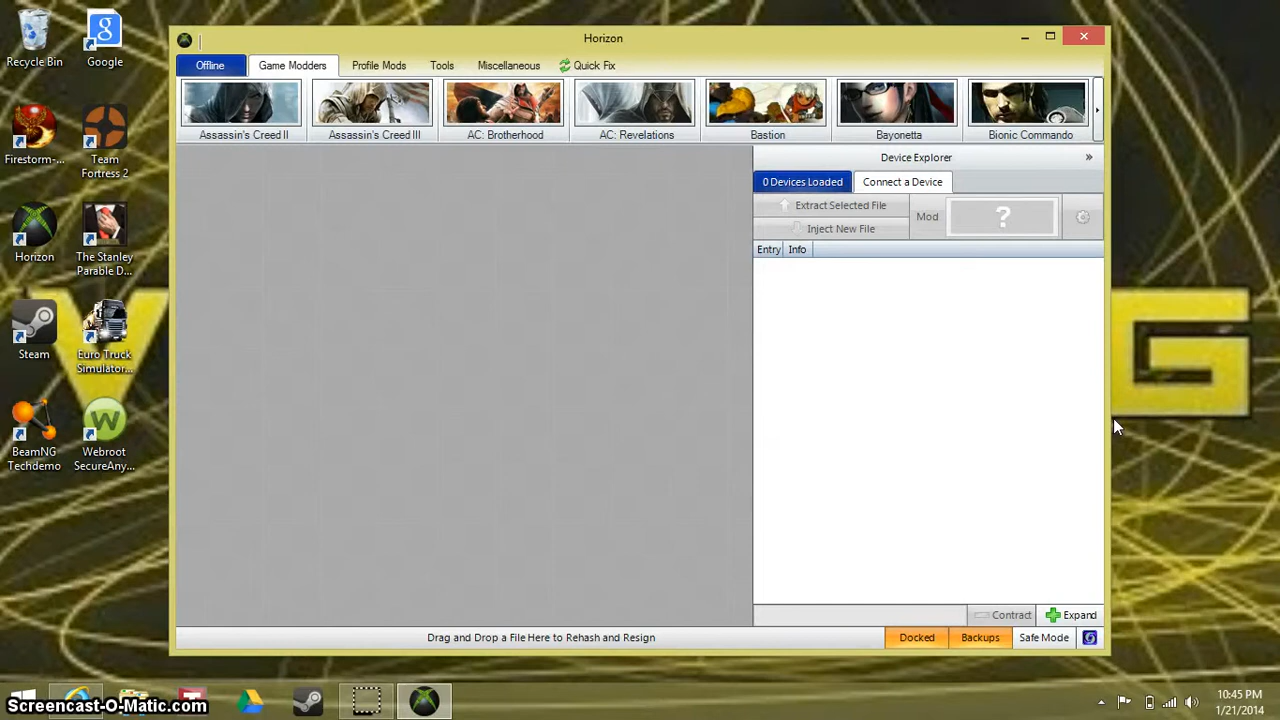 Recycle Bin
Google
Firestorm-...
Team
Fortress 2
Horizon
The Stanley
Parable D...
Steam
Euro Truck
Simulator...
BeamNG
Techdemo
W
Webroot
SecureAny...
Horizon
Offline
Game Modders
Profile Mods
Tools
Miscellaneous
Quick Fix
Assassin's Creed II
Assassin's Creed III
AC: Brotherhood
AC: Revelations
Bastion
Bayonetta
Bionic Commando
Device Explorer
»
0 Devices Loaded
Connect a Device
Extract Selected File
Inject New File
Mod
?
Entry
Info
Contract
Expand
Drag and Drop a File Here to Rehash and Resign
Docked
Backups
Safe Mode
G
Screencast-O-Matic.com
10:45 PM
1/21/2014